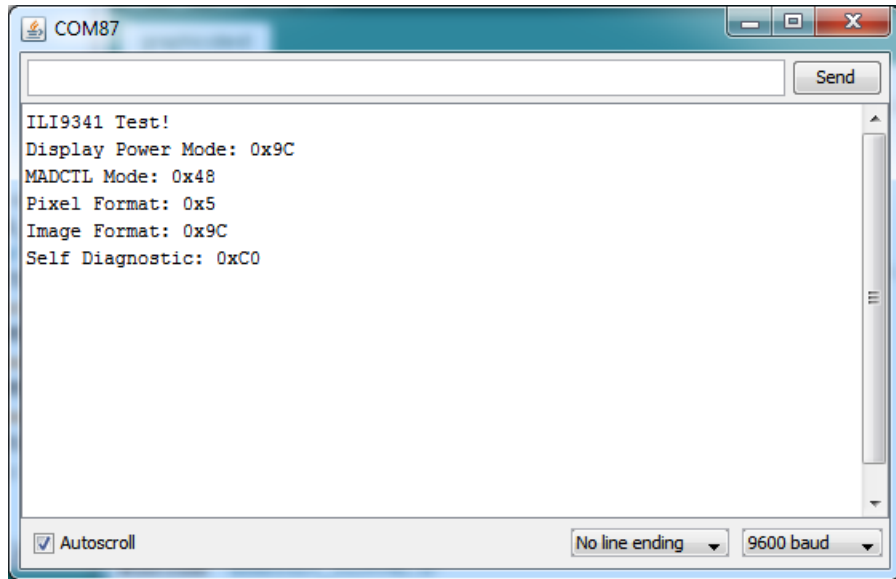 COM87
Send
ILI9341 Test!
Display Power Mode: 0x9C
MADCTL Mode: 0x48
Pixel Format: 0x5
Image Format: 0x9C
Self Diagnostic: 0xC0
Autoscroll
No line ending
9600 baud